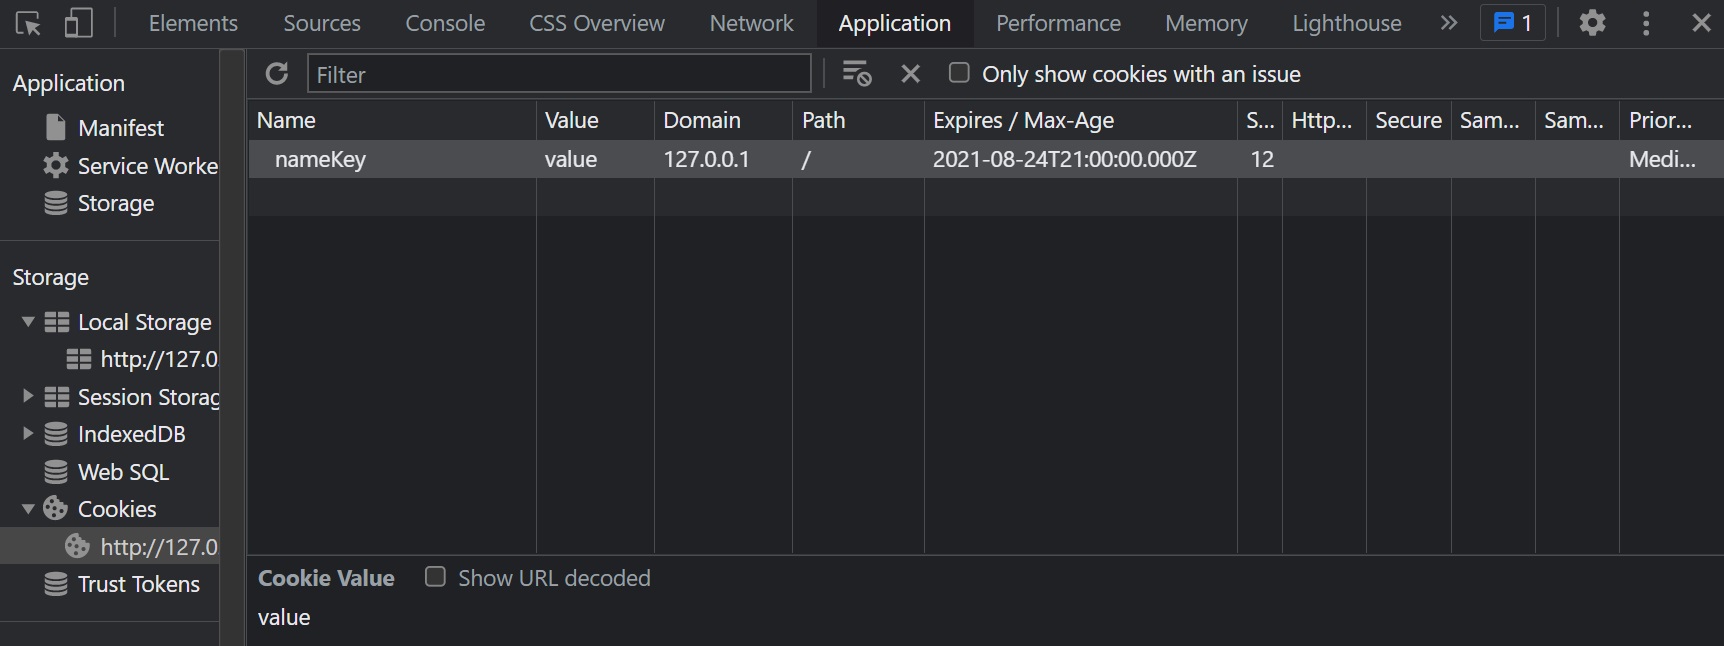 Elements Sources Console CSS Overview Network Application Performance Memory Lighthouse » 1
Application
Manifest
Service Worke
Storage
Storage
Local Storage
http://127.0
Session Storag
IndexedDB
Web SQL
Cookies
http://127.0
Trust Tokens
Filter Only show cookies with an issue
Name Value Domain Path Expires / Max-Age S... Http... Secure Sam... Sam... Prior...
nameKey value 127.0.0.1 / 2021-08-24T21:00:00.000Z 12 Medi...
Cookie Value Show URL decoded
value